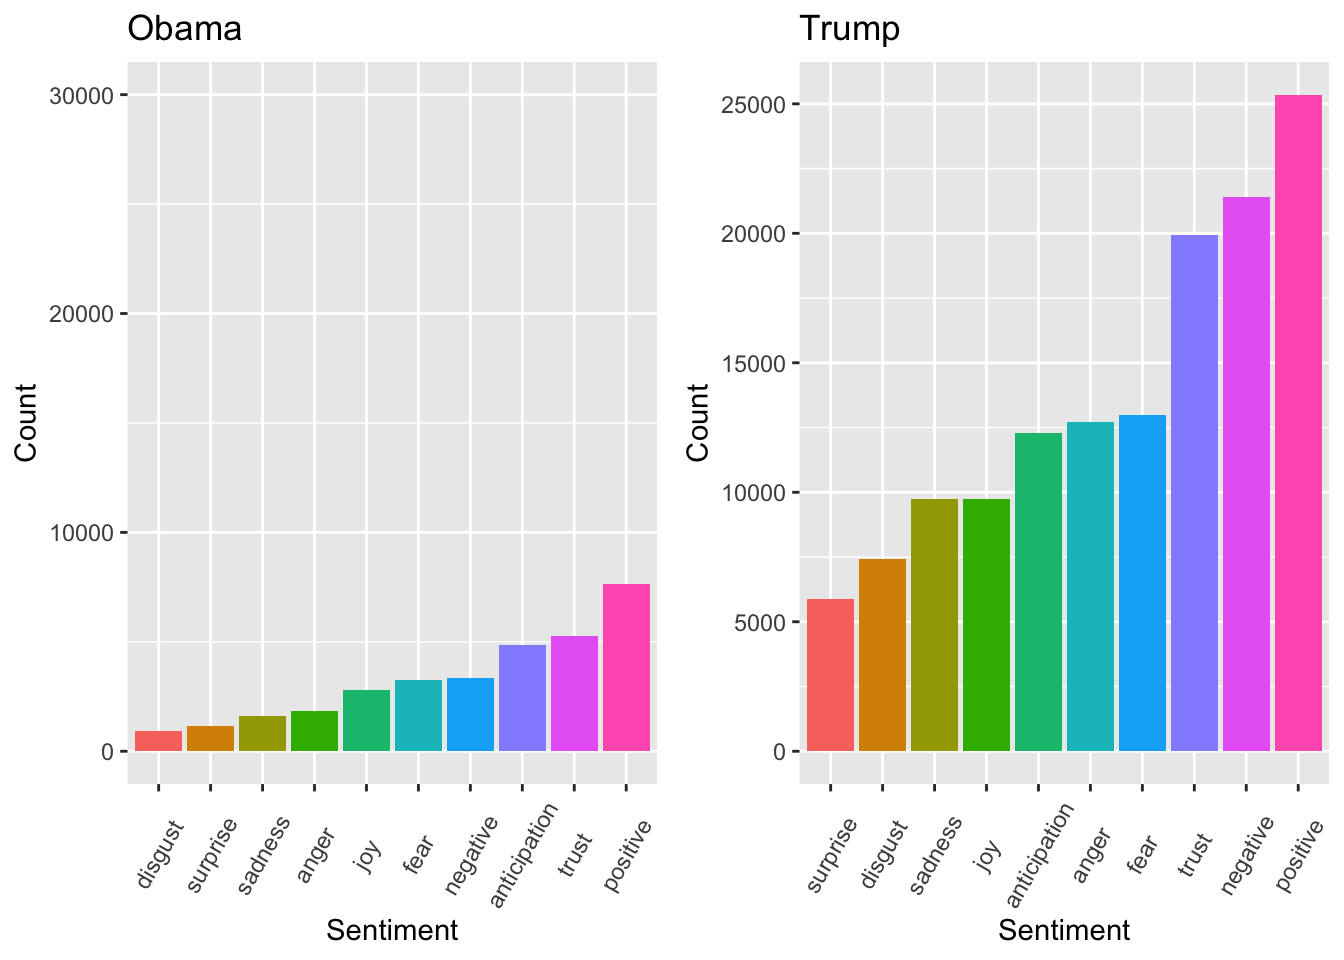 Obama
Count
30000
20000
10000
0
disgust
surprise
sadness
anger
joy
fear
negative
anticipation
trust
positive
Sentiment
Trump
Count
25000
20000
15000
10000
5000
0
surprise
disgust
sadness
joy
anticipation
anger
fear
trust
negative
positive
Sentiment